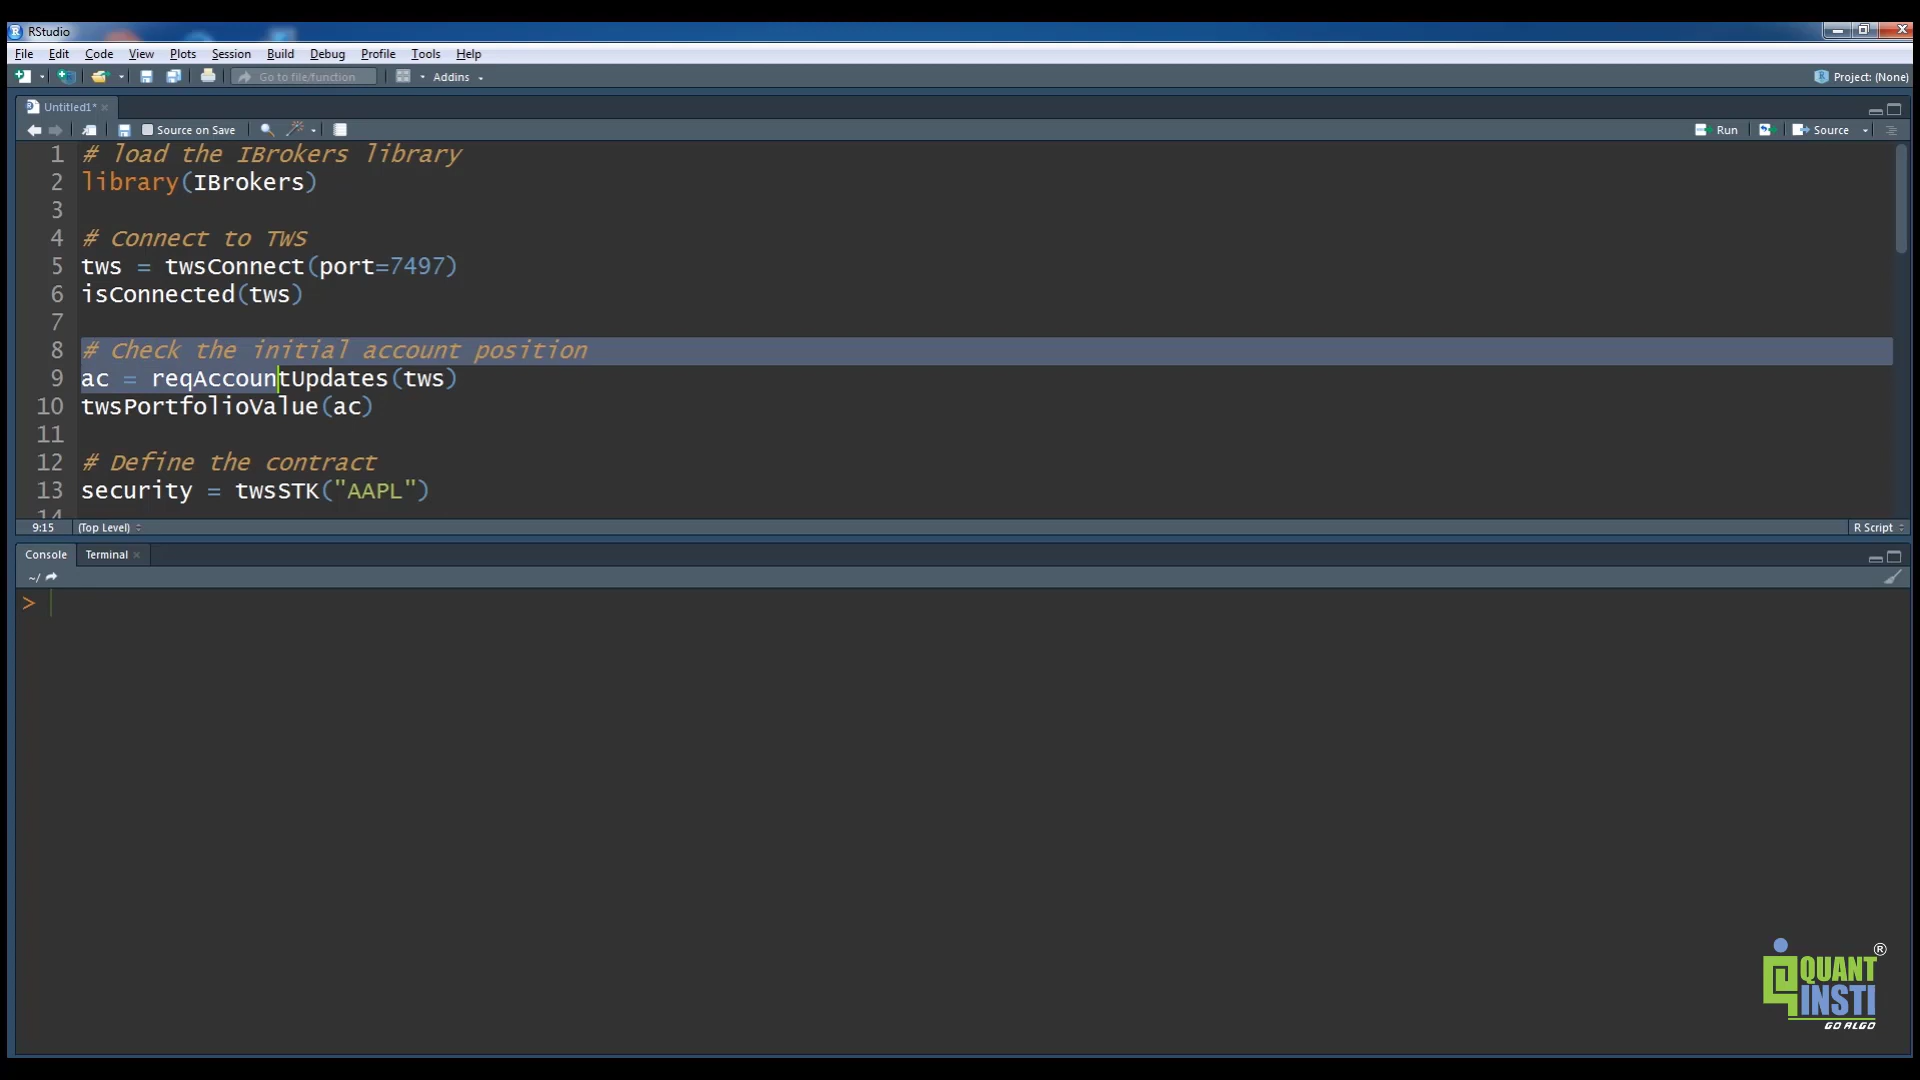 RStudio
File Edit Code View Plots Session Build Debug Profile Tools Help
Go to file/function Addins Project: (None)
Untitled1*
Source on Save Run Source
1 # load the IBrokers library
2 library(IBrokers)
3
4 # Connect to TWS
5 tws = twsConnect(port=7497)
6 isConnected(tws)
7
8 # Check the initial account position
9 ac = reqAccountUpdates(tws)
10 twsPortfolioValue(ac)
11
12 # Define the contract
13 security = twsSTK("AAPL")
14
9:15 (Top Level) R Script
Console Terminal
~/
>
QUANT ®
INSTI
GO ALGO